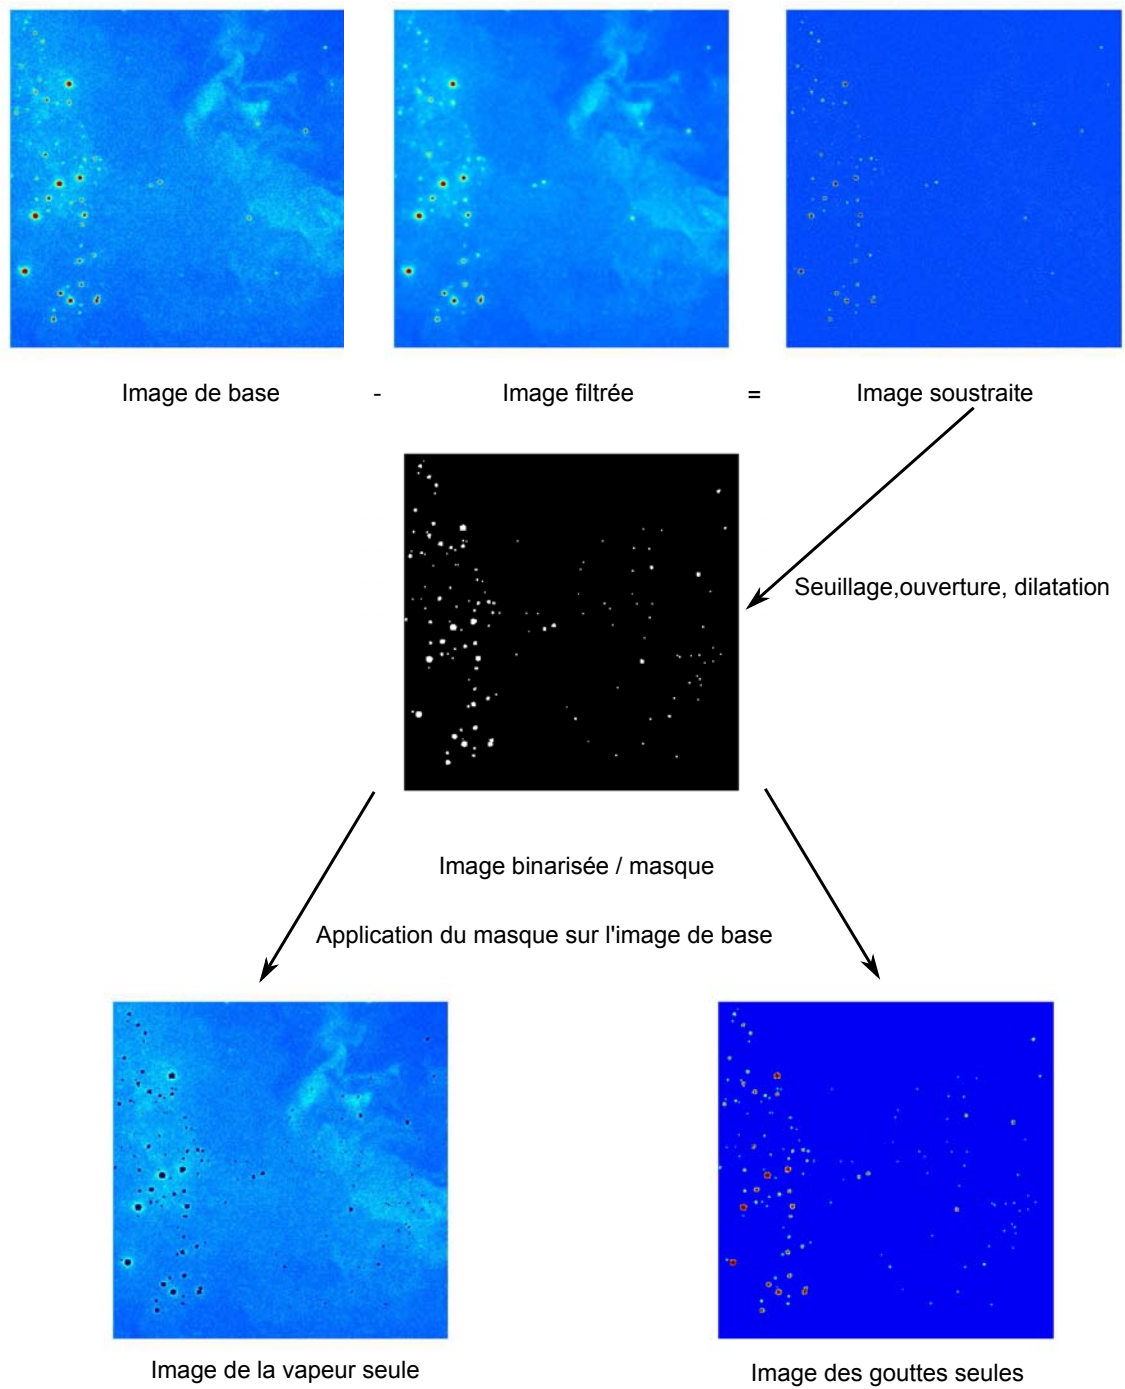 Image de base - Image filtrée = Image soustraite
Seuillage,ouverture, dilatation
Image binarisée / masque
Application du masque sur l'image de base
Image de la vapeur seule
Image des gouttes seules